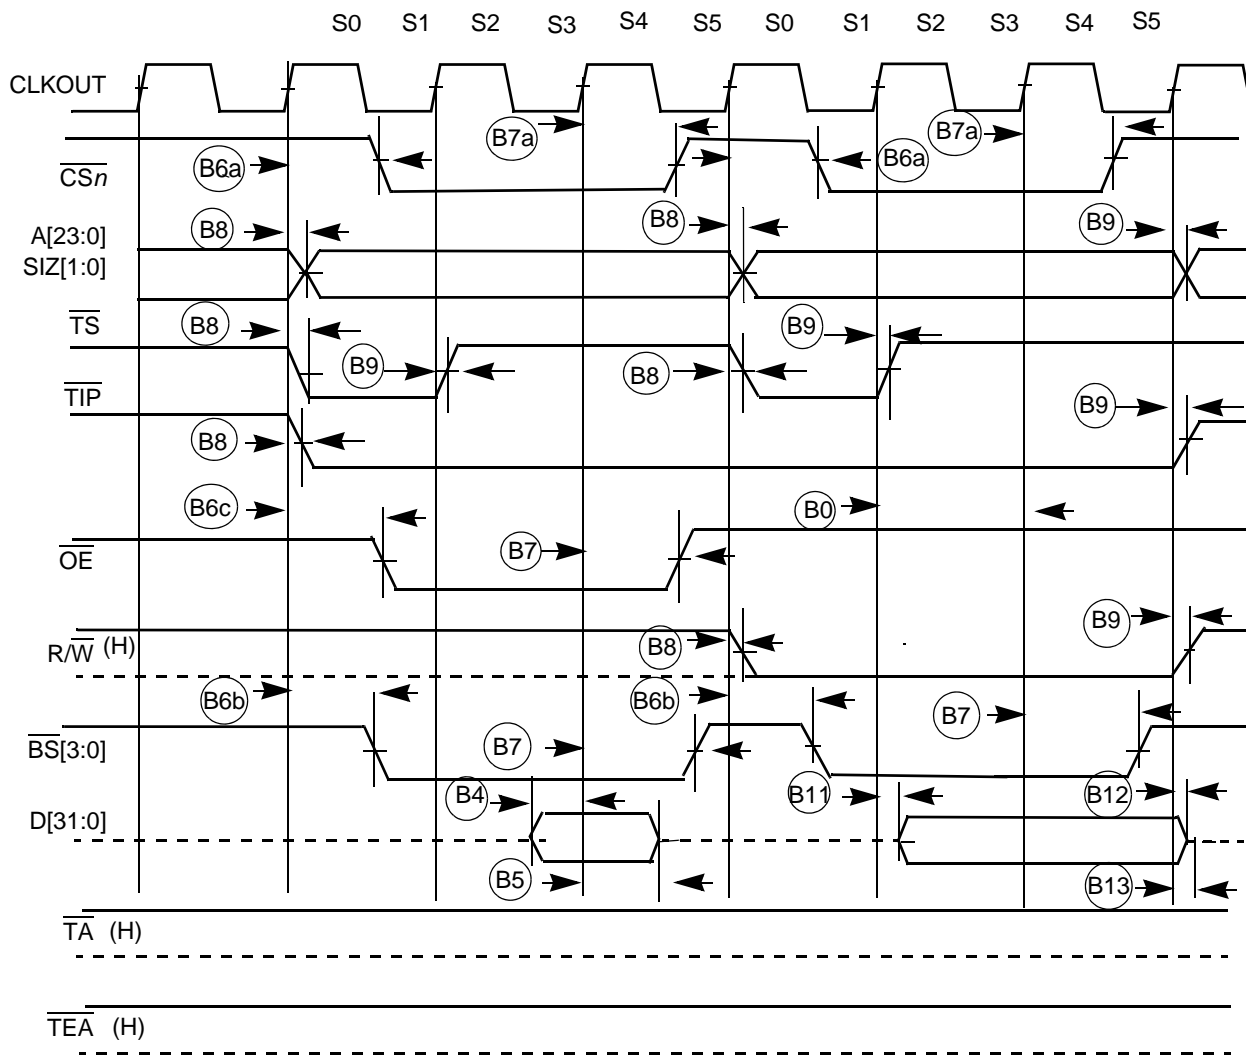 S0 S1 S2 S3 S4 S5 S0 S1 S2 S3 S4 S5
CLKOUT
B7a B7a
CSn B6a B6a
A[23:0] B8 B8 B9
SIZ[1:0]
TS B8 B9
B9 B8
TIP B9
B8
B6c B0
OE B7
R/W (H) B8 B9
B6b B6b B7
BS[3:0] B7
B4 B11 B12
D[31:0]
B5 B13
TA (H)
TEA (H)